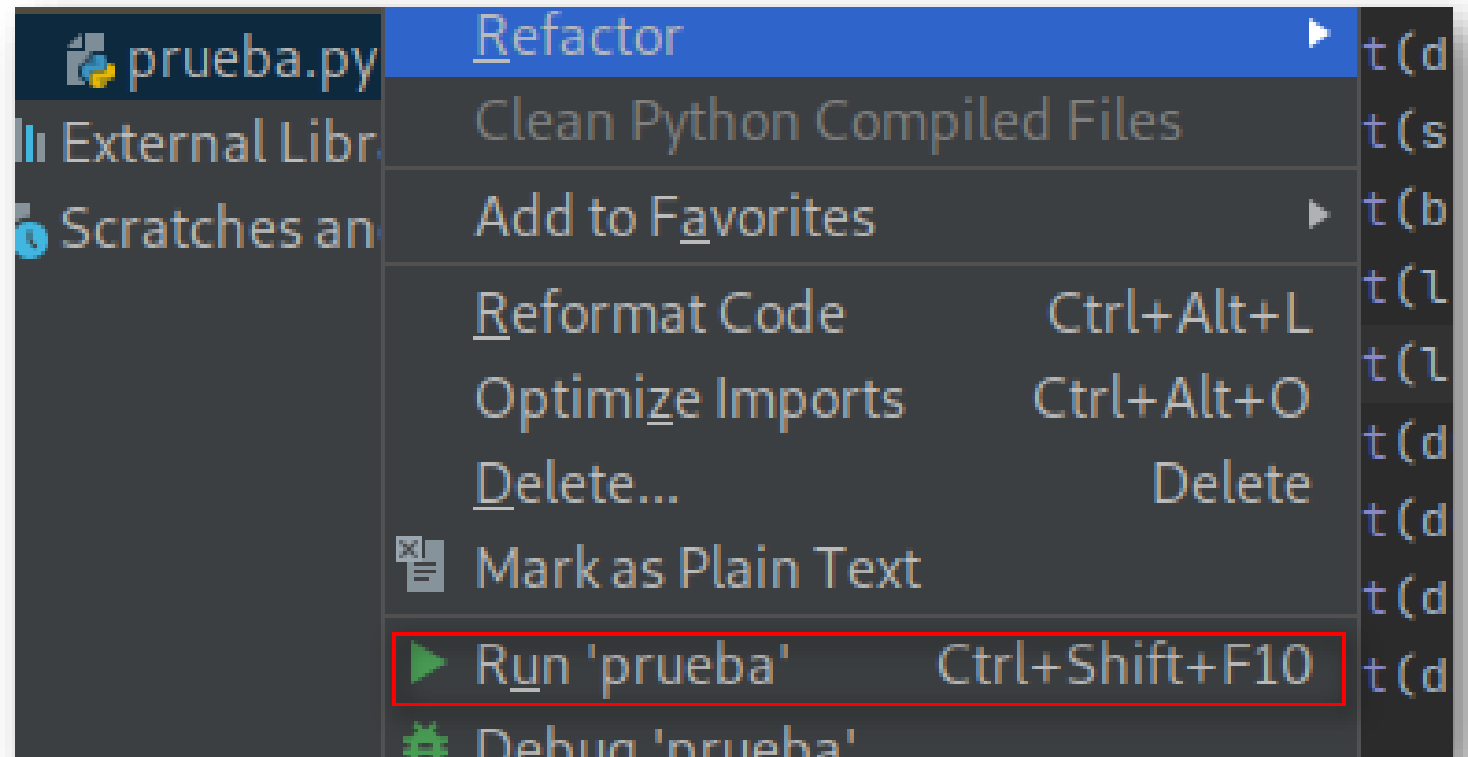 prueba.py
External Libr
Scratches an
Refactor
Clean Python Compiled Files
Add to Favorites
Reformat Code Ctrl+Alt+L
Optimize Imports Ctrl+Alt+O
Delete... Delete
Mark as Plain Text
Run 'prueba' Ctrl+Shift+F10
Debug 'prueba'
t(d
t(s
t(b
t(l
t(l
t(d
t(d
t(d
t(d